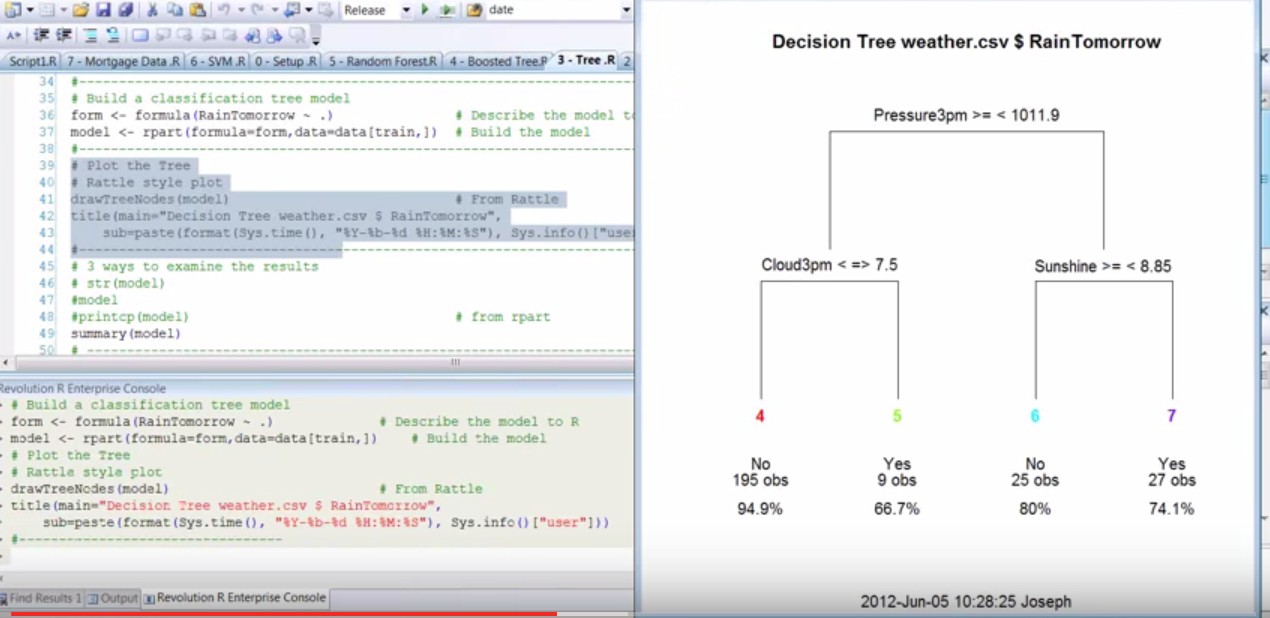 Release
date
Script1.R 7 - Mortgage Data .R 6 - SVM .R 0 - Setup .R 5 - Random Forest.R 4 - Boosted Tree.R 3 - Tree .R 2
34 #--------------------------------
35 # Build a classification tree model
36 form <- formula(RainTomorrow ~ .) # Describe the model to
37 model <- rpart(formula=form,data=data[train,]) # Build the model
38 #--------------------------------
39 # Plot the Tree
40 # Rattle style plot
41 drawTreeNodes(model) # From Rattle
42 title(main="Decision Tree weather.csv $ RainTomorrow",
43 sub=paste(format(Sys.time(), "%Y-%b-%d %H:%M:%S"), Sys.info()["user
44 #--------------------------------
45 # 3 ways to examine the results
46 # str(model)
47 #model
48 #printcp(model) # from rpart
49 summary(model)
50 # --------------------------------
Revolution R Enterprise Console
# Build a classification tree model
form <- formula(RainTomorrow ~ .) # Describe the model to R
model <- rpart(formula=form,data=data[train,]) # Build the model
# Plot the Tree
# Rattle style plot
drawTreeNodes(model) # From Rattle
title(main="Decision Tree weather.csv $ RainTomorrow",
sub=paste(format(Sys.time(), "%Y-%b-%d %H:%M:%S"), Sys.info()["user"]))
#--------------------------------
Find Results 1 Output Revolution R Enterprise Console
Decision Tree weather.csv $ RainTomorrow
Pressure3pm >= < 1011.9
Cloud3pm < => 7.5 Sunshine >= < 8.85
4 5 6 7
No Yes No Yes
195 obs 9 obs 25 obs 27 obs
94.9% 66.7% 80% 74.1%
2012-Jun-05 10:28:25 Joseph